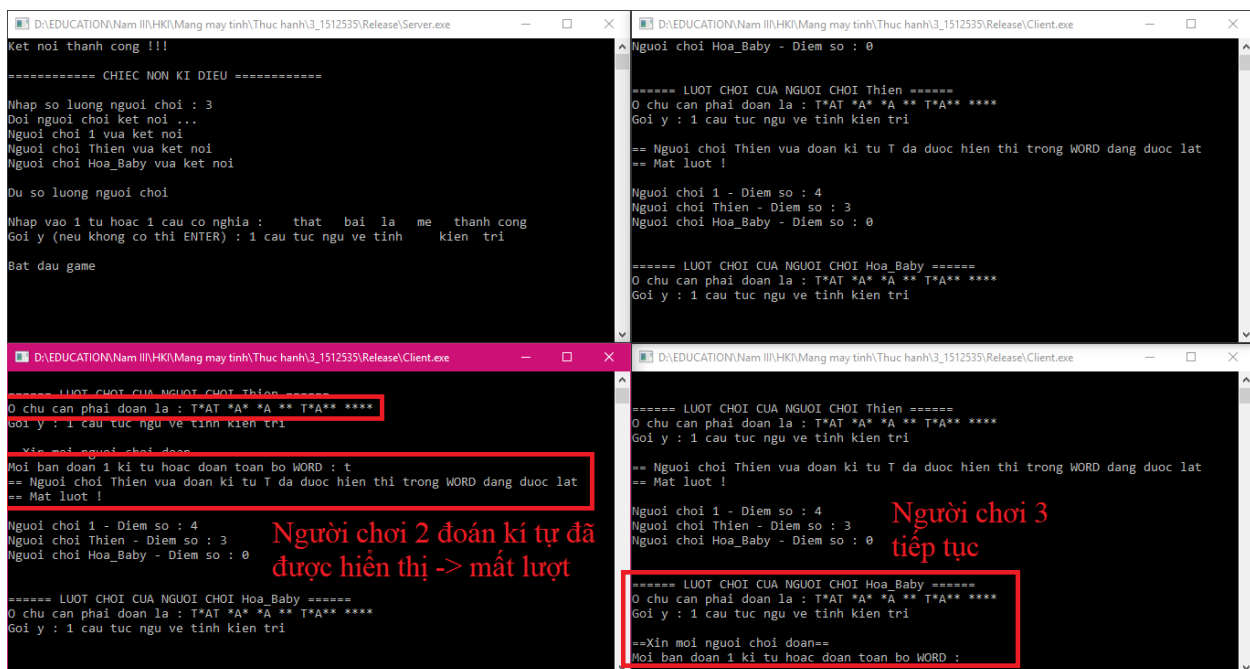 D:\EDUCATION\Nam III\HKI\Mang may tinh\Thuc hanh\3_1512535\Release\Server.exe
Ket noi thanh cong !!!
============ CHIEC NON KI DIEU ============
Nhap so luong nguoi choi : 3
Doi nguoi choi ket noi ...
Nguoi choi 1 vua ket noi
Nguoi choi Thien vua ket noi
Nguoi choi Hoa_Baby vua ket noi
Du so luong nguoi choi
Nhap vao 1 tu hoac 1 cau co nghia :    that   bai  la   me   thanh cong
Goi y (neu khong co thi ENTER) : 1 cau tuc ngu ve tinh     kien  tri
Bat dau game
D:\EDUCATION\Nam III\HKI\Mang may tinh\Thuc hanh\3_1512535\Release\Client.exe
Nguoi choi Hoa_Baby - Diem so : 0
====== LUOT CHOI CUA NGUOI CHOI Thien ======
O chu can phai doan la : T*AT *A* *A ** T*A** ****
Goi y : 1 cau tuc ngu ve tinh kien tri
== Nguoi choi Thien vua doan ki tu T da duoc hien thi trong WORD dang duoc lat
== Mat luot !
Nguoi choi 1 - Diem so : 4
Nguoi choi Thien - Diem so : 3
Nguoi choi Hoa_Baby - Diem so : 0
====== LUOT CHOI CUA NGUOI CHOI Hoa_Baby ======
O chu can phai doan la : T*AT *A* *A ** T*A** ****
Goi y : 1 cau tuc ngu ve tinh kien tri
D:\EDUCATION\Nam III\HKI\Mang may tinh\Thuc hanh\3_1512535\Release\Client.exe
====== LUOT CHOI CUA NGUOI CHOI Thien ======
O chu can phai doan la : T*AT *A* *A ** T*A** ****
Goi y : 1 cau tuc ngu ve tinh kien tri
==Xin moi nguoi choi doan==
Moi ban doan 1 ki tu hoac doan toan bo WORD : t
== Nguoi choi Thien vua doan ki tu T da duoc hien thi trong WORD dang duoc lat
== Mat luot !
Nguoi choi 1 - Diem so : 4
Nguoi choi Thien - Diem so : 3
Nguoi choi Hoa_Baby - Diem so : 0
Người chơi 2 đoán kí tự đã
được hiển thị -> mất lượt
====== LUOT CHOI CUA NGUOI CHOI Hoa_Baby ======
O chu can phai doan la : T*AT *A* *A ** T*A** ****
Goi y : 1 cau tuc ngu ve tinh kien tri
D:\EDUCATION\Nam III\HKI\Mang may tinh\Thuc hanh\3_1512535\Release\Client.exe
====== LUOT CHOI CUA NGUOI CHOI Thien ======
O chu can phai doan la : T*AT *A* *A ** T*A** ****
Goi y : 1 cau tuc ngu ve tinh kien tri
== Nguoi choi Thien vua doan ki tu T da duoc hien thi trong WORD dang duoc lat
== Mat luot !
Nguoi choi 1 - Diem so : 4
Nguoi choi Thien - Diem so : 3
Nguoi choi Hoa_Baby - Diem so : 0
Người chơi 3
tiếp tục
====== LUOT CHOI CUA NGUOI CHOI Hoa_Baby ======
O chu can phai doan la : T*AT *A* *A ** T*A** ****
Goi y : 1 cau tuc ngu ve tinh kien tri
==Xin moi nguoi choi doan==
Moi ban doan 1 ki tu hoac doan toan bo WORD :